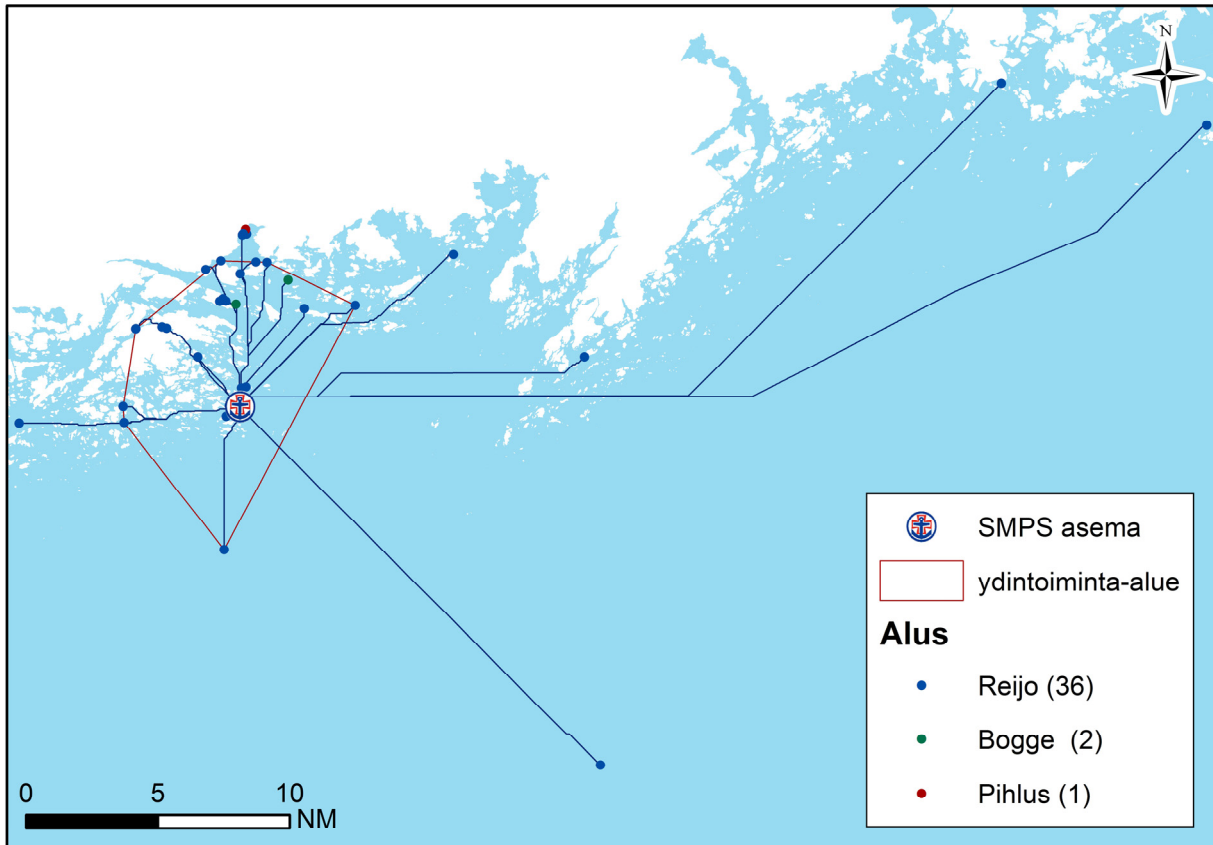 N
SMPS asema
ydintoiminta-alue
Alus
Reijo (36)
Bogge (2)
Pihlus (1)
0 5 10
NM